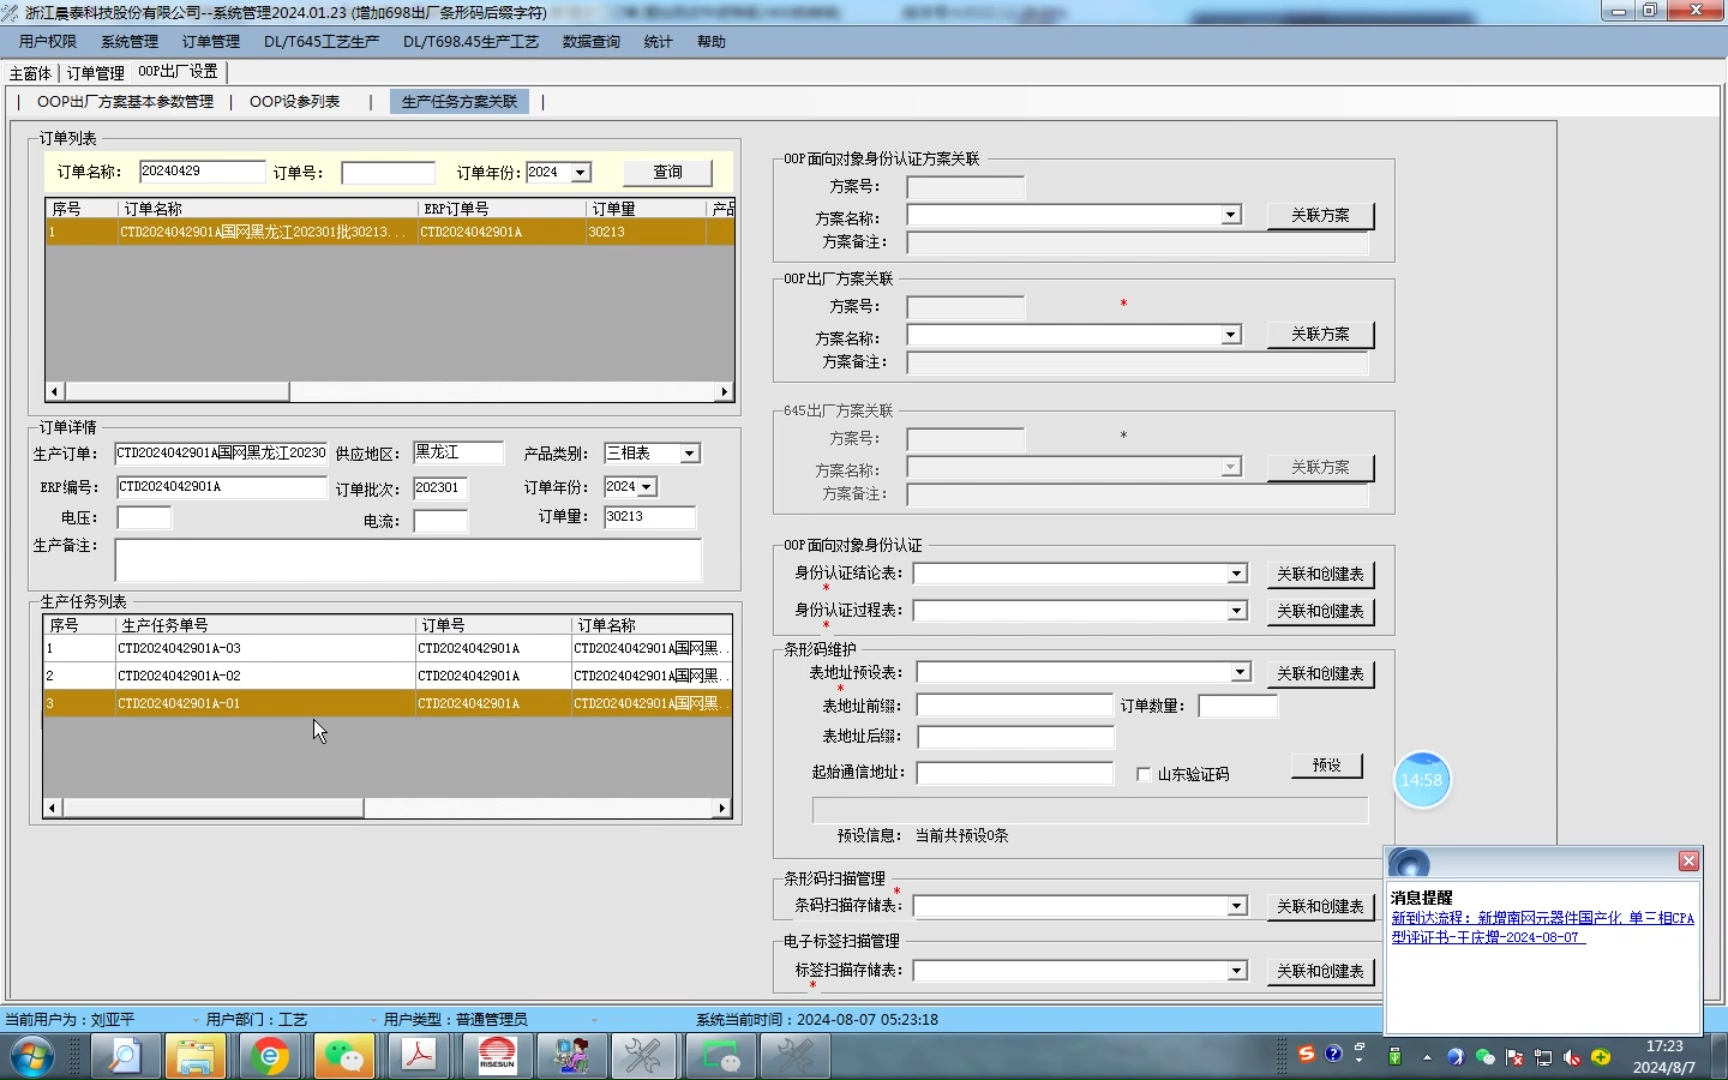 浙江晨泰科技股份有限公司--系统管理2024.01.23 (增加698出厂条形码后缀字符)
用户权限 系统管理 订单管理 DL/T645工艺生产 DL/T698.45生产工艺 数据查询 统计 帮助
主窗体 订单管理 OOP出厂设置
| OOP出厂方案基本参数管理 | OOP设参列表 | 生产任务方案关联 |
订单列表
订单名称: 20240429 订单号: 订单年份: 2024 查询
序号 订单名称 ERP订单号 订单量 产品
1 CTD2024042901A国网黑龙江202301批30213... CTD2024042901A 30213
订单详情
生产订单: CTD2024042901A国网黑龙江20230 供应地区: 黑龙江 产品类别: 三相表
ERP编号: CTD2024042901A 订单批次: 202301 订单年份: 2024
电压: 电流: 订单量: 30213
生产备注:
生产任务列表
序号 生产任务单号 订单号 订单名称
1 CTD2024042901A-03 CTD2024042901A CTD2024042901A国网黑..
2 CTD2024042901A-02 CTD2024042901A CTD2024042901A国网黑..
3 CTD2024042901A-01 CTD2024042901A CTD2024042901A国网黑..
OOP面向对象身份认证方案关联
方案号:
方案名称: 关联方案
方案备注:
OOP出厂方案关联
方案号: *
方案名称: 关联方案
方案备注:
645出厂方案关联
方案号: *
方案名称: 关联方案
方案备注:
OOP面向对象身份认证
身份认证结论表: 关联和创建表
*
身份认证过程表: 关联和创建表
*
条形码维护
表地址预设表: 关联和创建表
*
表地址前缀: 订单数量:
表地址后缀:
起始通信地址: 山东验证码 预设
预设信息: 当前共预设0条
14:58
条形码扫描管理
*
条码扫描存储表: 关联和创建表
电子标签扫描管理
标签扫描存储表: 关联和创建表
*
消息提醒
新到达流程: 新增南网元器件国产化 单三相CPA
型评证书-王庆增-2024-08-07
当前用户为:刘亚平 用户部门:工艺 用户类型:普通管理员 系统当前时间:2024-08-07 05:23:18
RISESUN
17:23
2024/8/7